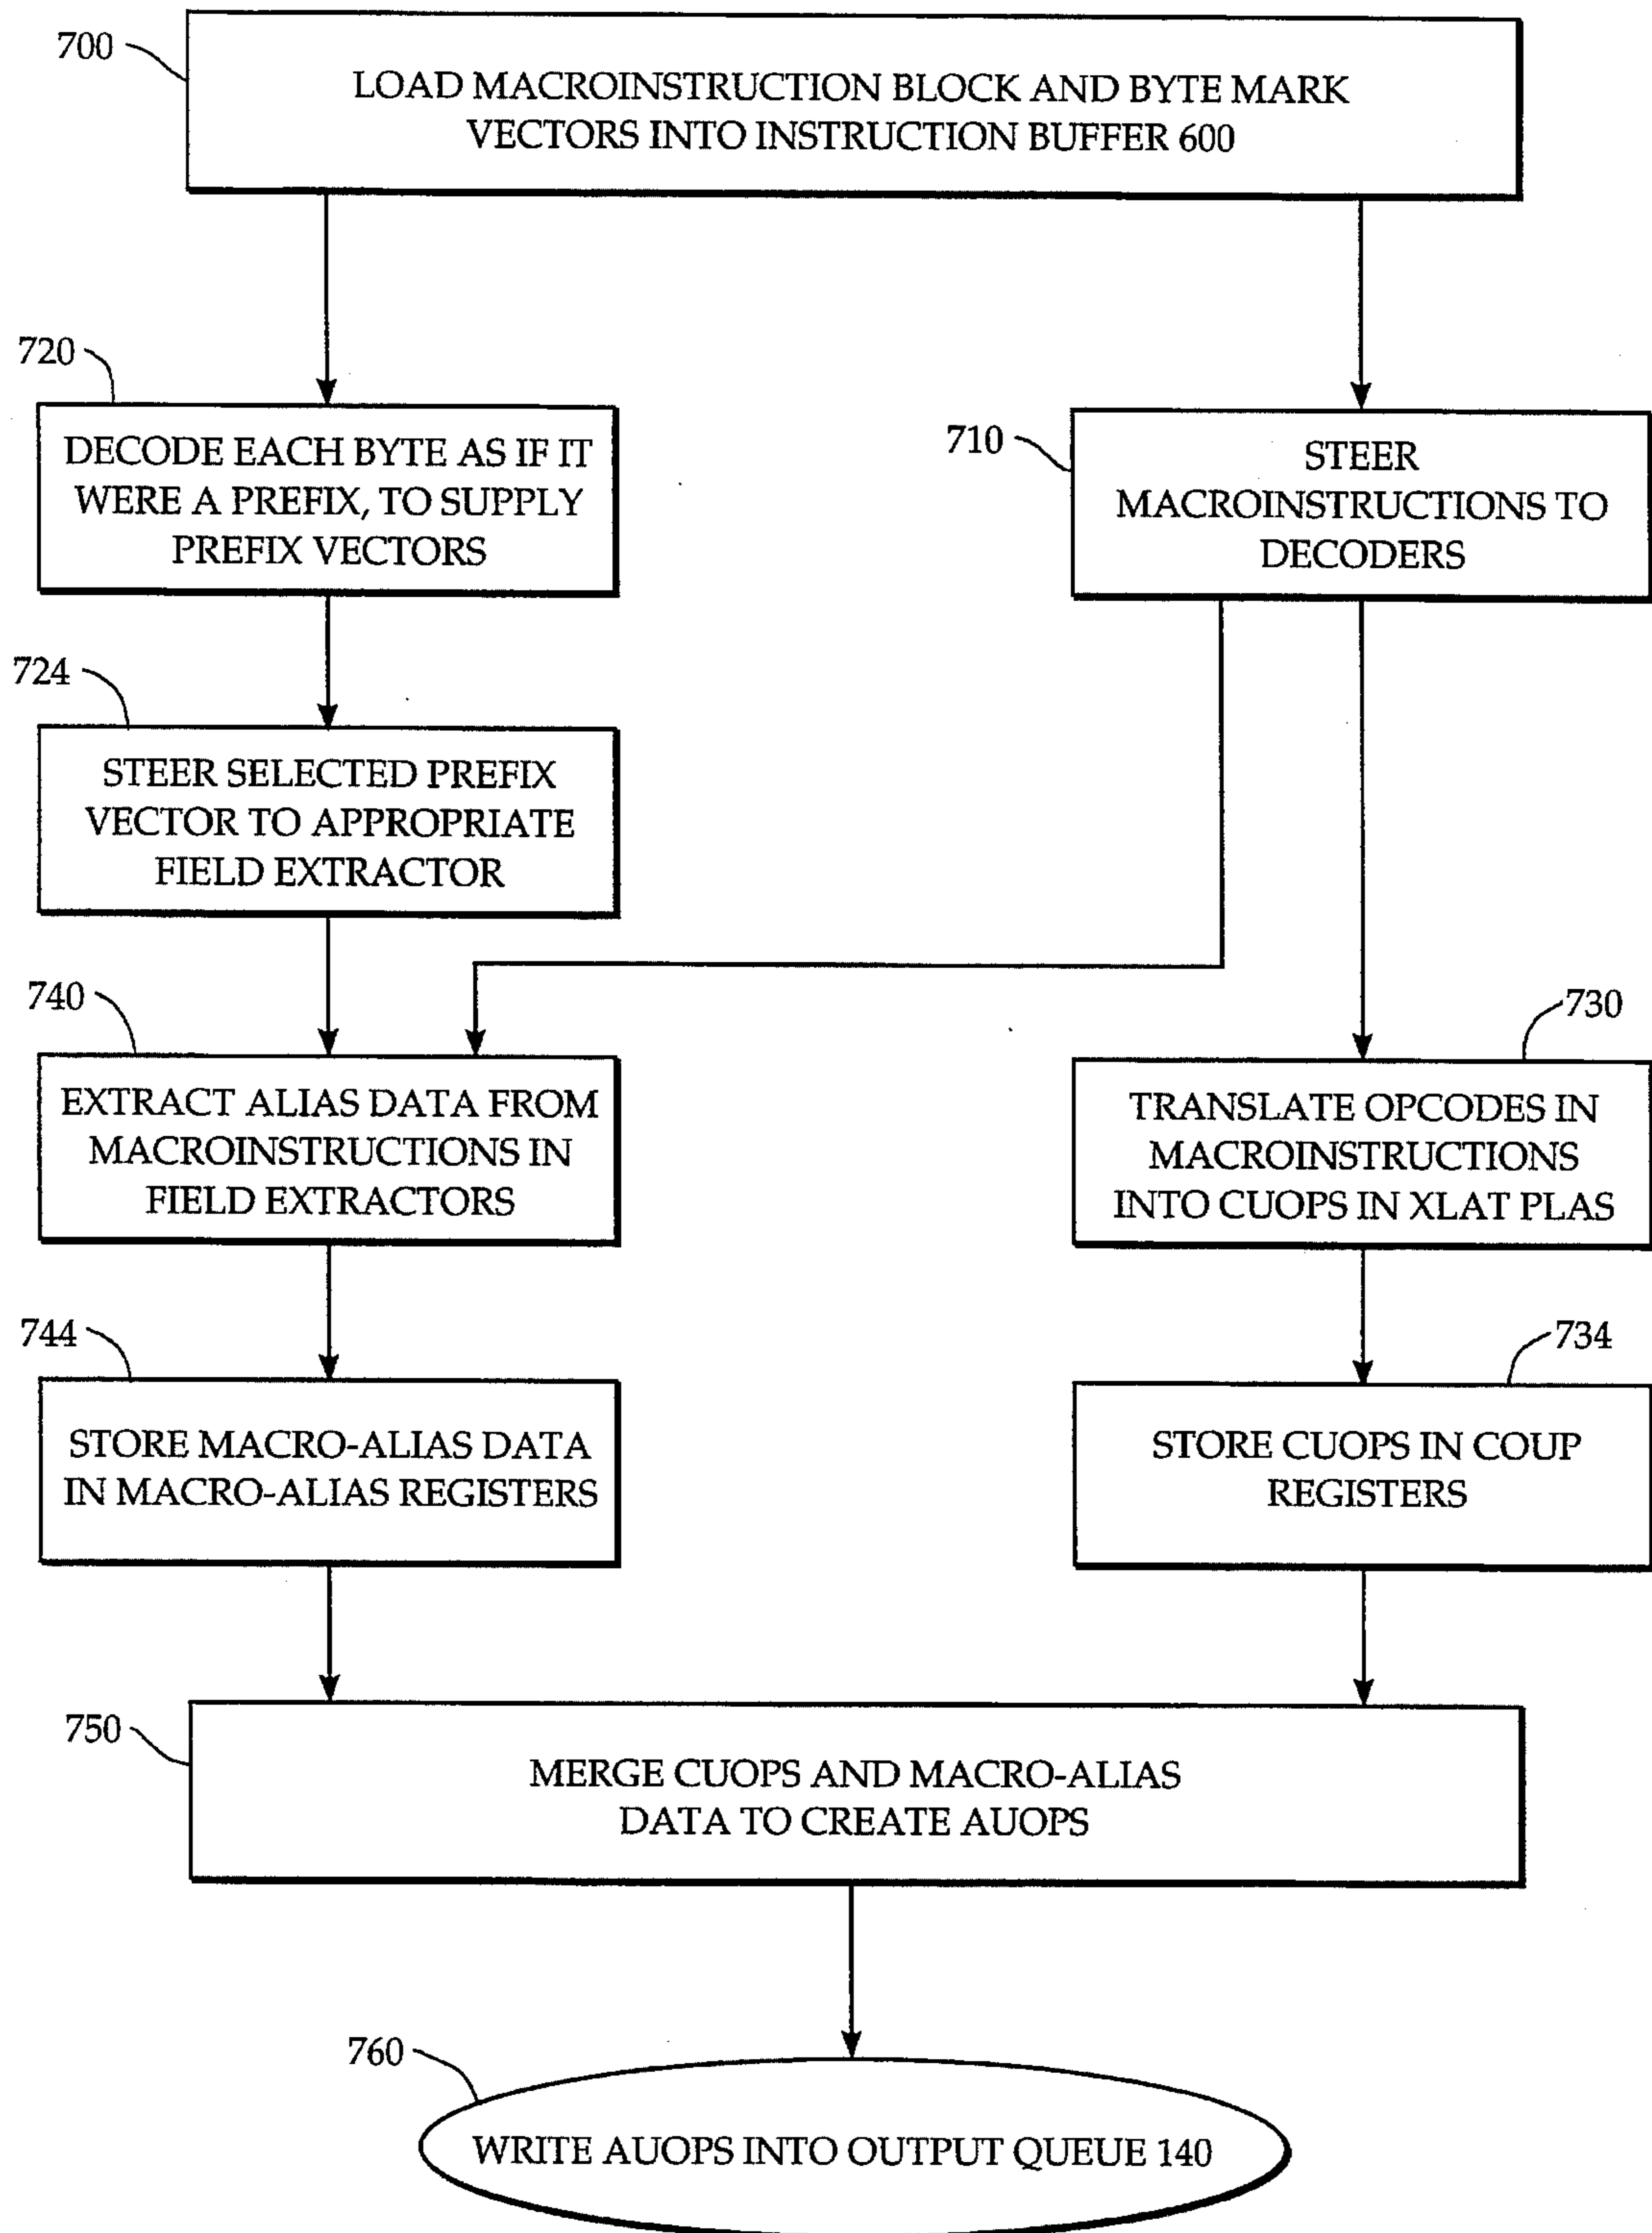 700
LOAD MACROINSTRUCTION BLOCK AND BYTE MARK
VECTORS INTO INSTRUCTION BUFFER 600
720
DECODE EACH BYTE AS IF IT
WERE A PREFIX, TO SUPPLY
PREFIX VECTORS
710
STEER
MACROINSTRUCTIONS TO
DECODERS
724
STEER SELECTED PREFIX
VECTOR TO APPROPRIATE
FIELD EXTRACTOR
740
EXTRACT ALIAS DATA FROM
MACROINSTRUCTIONS IN
FIELD EXTRACTORS
730
TRANSLATE OPCODES IN
MACROINSTRUCTIONS
INTO CUOPS IN XLAT PLAS
744
STORE MACRO-ALIAS DATA
IN MACRO-ALIAS REGISTERS
734
STORE CUOPS IN COUP
REGISTERS
750
MERGE CUOPS AND MACRO-ALIAS
DATA TO CREATE AUOPS
760
WRITE AUOPS INTO OUTPUT QUEUE 140